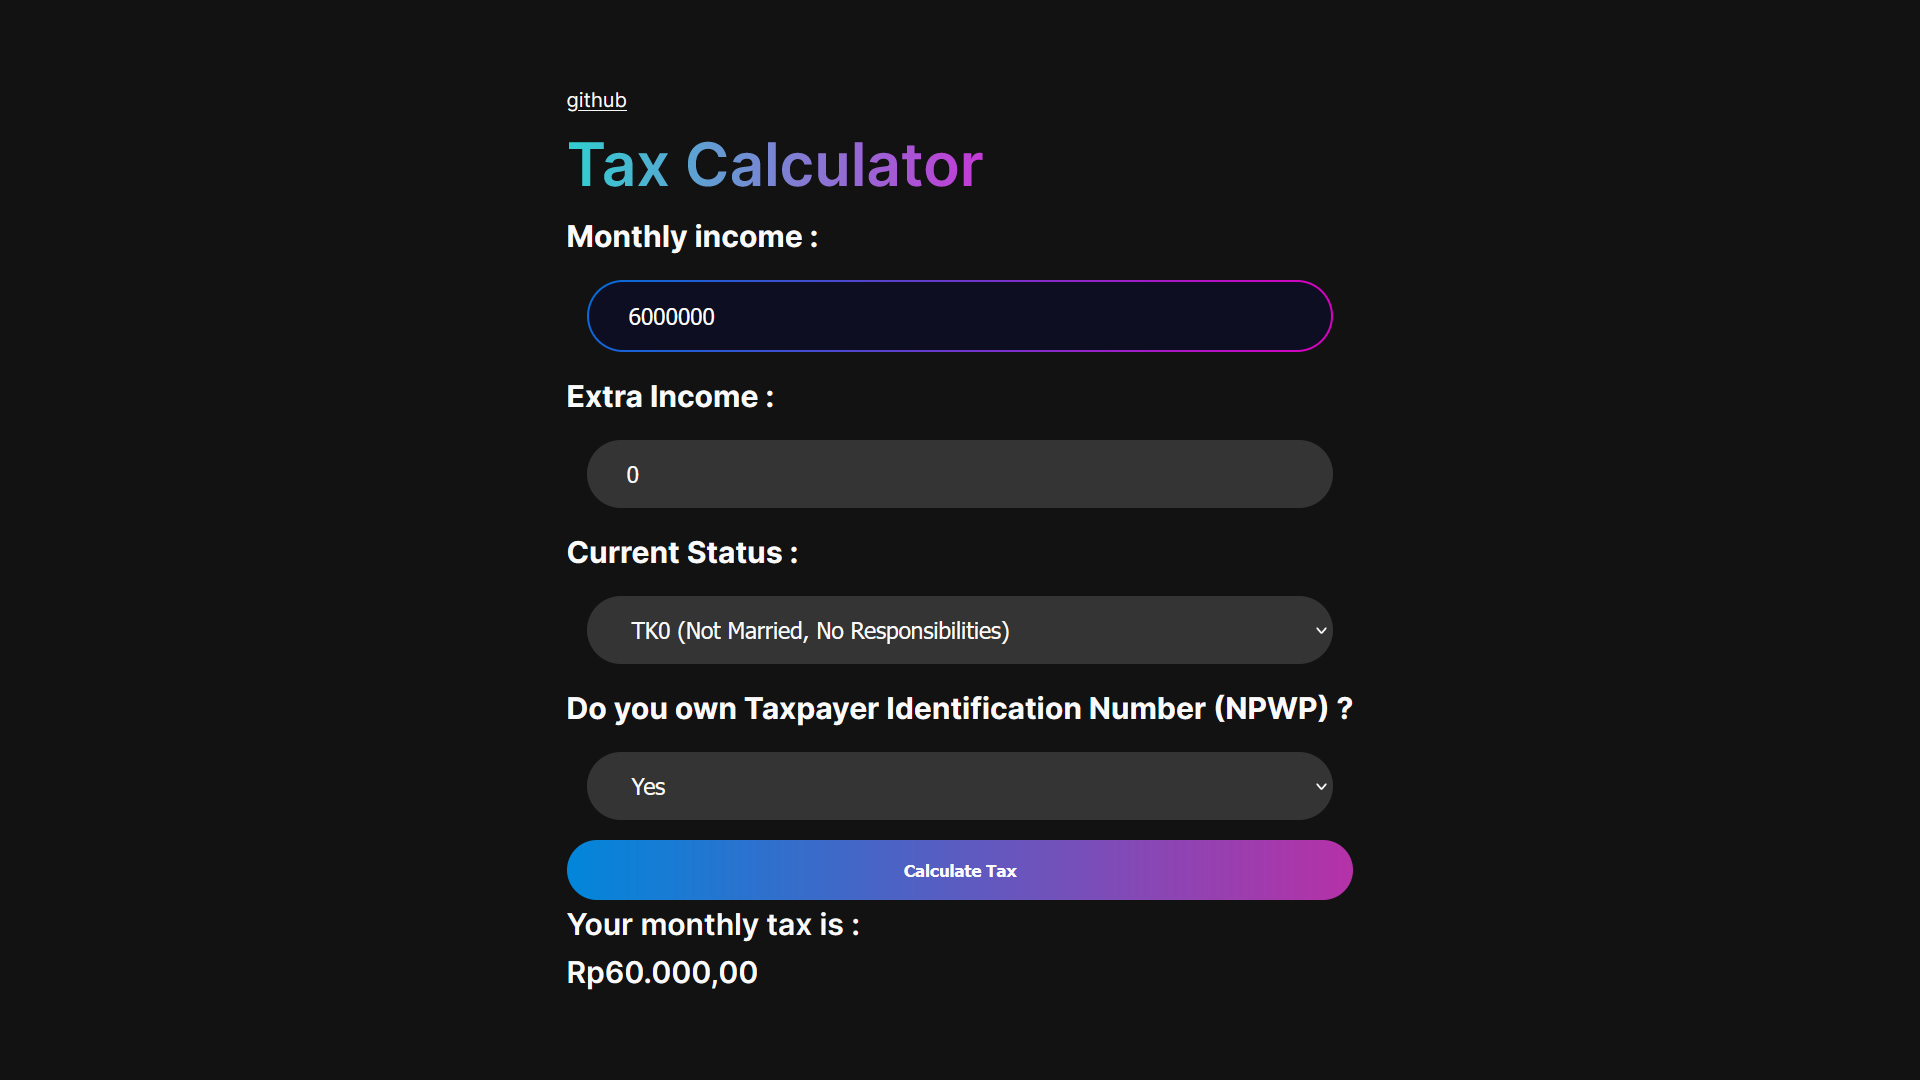 github
Tax Calculator
Monthly income :
6000000
Extra Income :
0
Current Status :
TK0 (Not Married, No Responsibilities)
Do you own Taxpayer Identification Number (NPWP) ?
Yes
Calculate Tax
Your monthly tax is :
Rp60.000,00